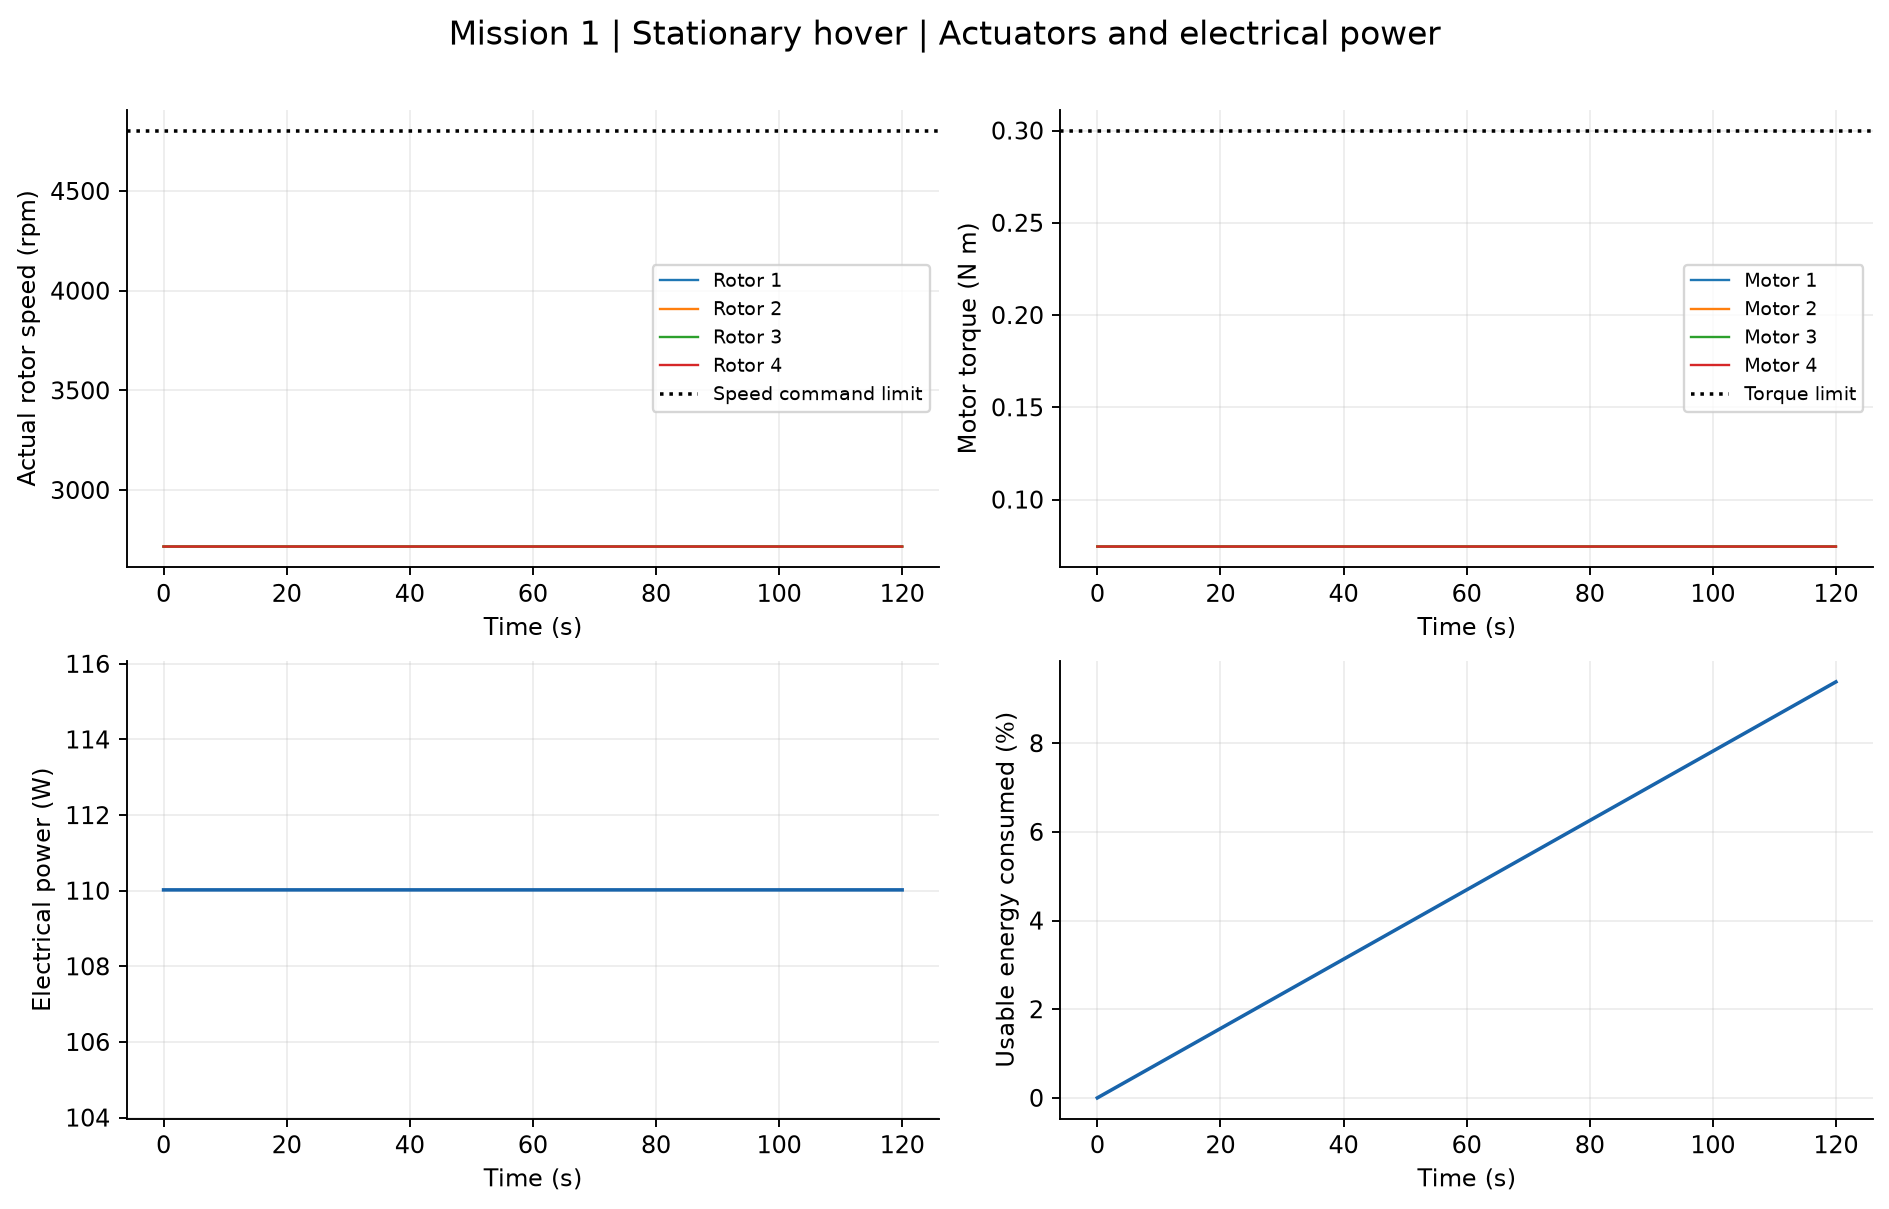 Mission 1 | Stationary hover | Actuators and electrical power
Actual rotor speed (rpm)
4500
4000
3500
3000
Rotor 1
Rotor 2
Rotor 3
Rotor 4
Speed command limit
0 20 40 60 80 100 120
Time (s)
Motor torque (N m)
0.30
0.25
0.20
0.15
0.10
Motor 1
Motor 2
Motor 3
Motor 4
Torque limit
0 20 40 60 80 100 120
Time (s)
Electrical power (W)
116
114
112
110
108
106
104
0 20 40 60 80 100 120
Time (s)
Usable energy consumed (%)
8
6
4
2
0
0 20 40 60 80 100 120
Time (s)